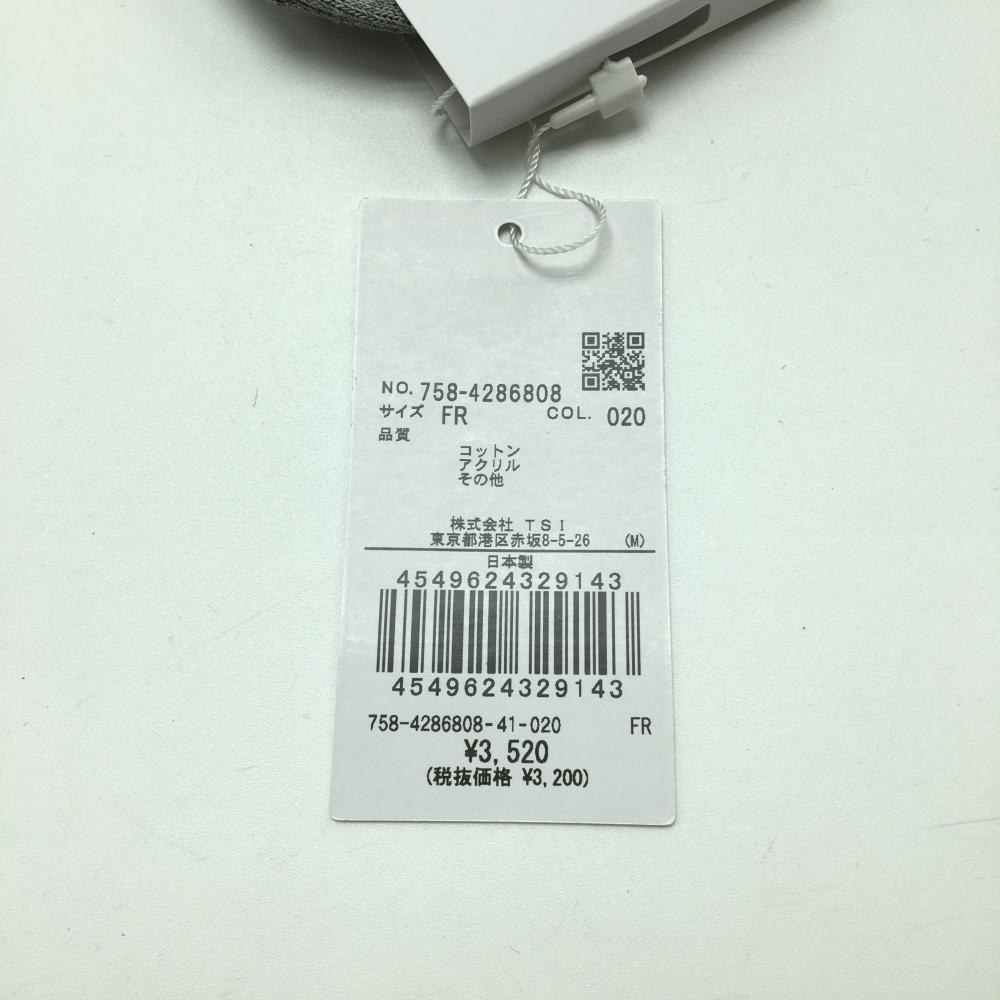 NO. 758-4286808
サイズ FR COL. 020
品質
コットン
アクリル
その他
株式会社 TSI
東京都港区赤坂8-5-26 (M)
日本製
4549624329143
4549624329143
758-4286808-41-020 FR
¥3,520
(税抜価格 ¥3,200)